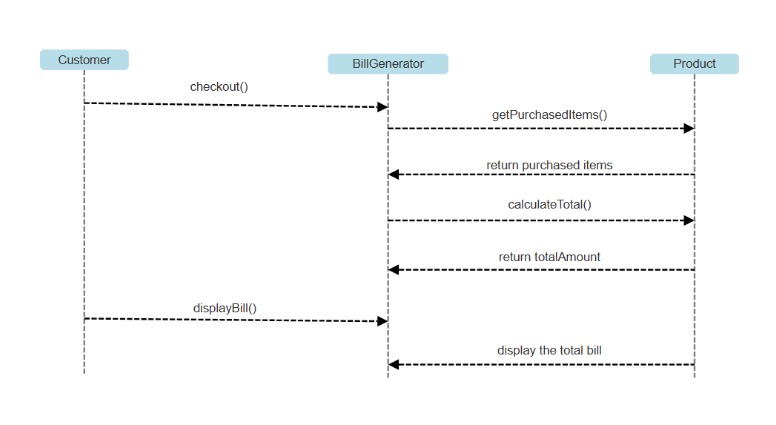 Customer
BillGenerator
Product
checkout()
getPurchasedItems()
return purchased items
calculateTotal()
return totalAmount
displayBill()
display the total bill